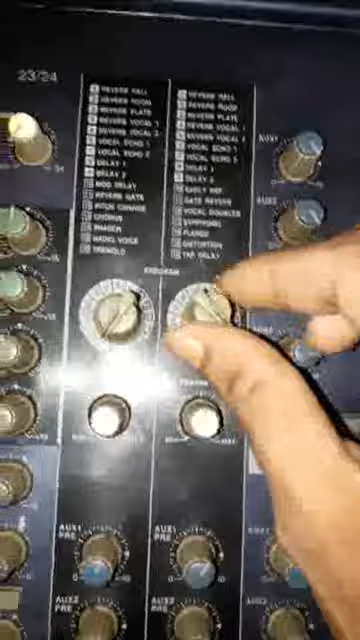 23/24
REVERB HALL
REVERB ROOM
REVERB PLATE
REVERB VOCAL 1
REVERB VOCAL 2
VOCAL ECHO 1
VOCAL ECHO 2
DELAY 1
DELAY 2
MOD. DELAY
REVERB GATE
PITCH CHANGE
CHORUS
PHASER
RADIO VOICE
TREMOLO
REVERB HALL
REVERB ROOM
REVERB PLATE
REVERB VOCAL 1
REVERB VOCAL 2
VOCAL ECHO 1
VOCAL ECHO 2
DELAY 1
DELAY 2
EARLY REF
GATE REVERB
VOCAL DOUBLER
SYMPHONIC
FLANGE
DISTORTION
TAP DELAY
PROGRAM
AUX1
AUX2
AUX1
PRE
AUX1
PRE
AUX2
PRE
AUX2
PRE